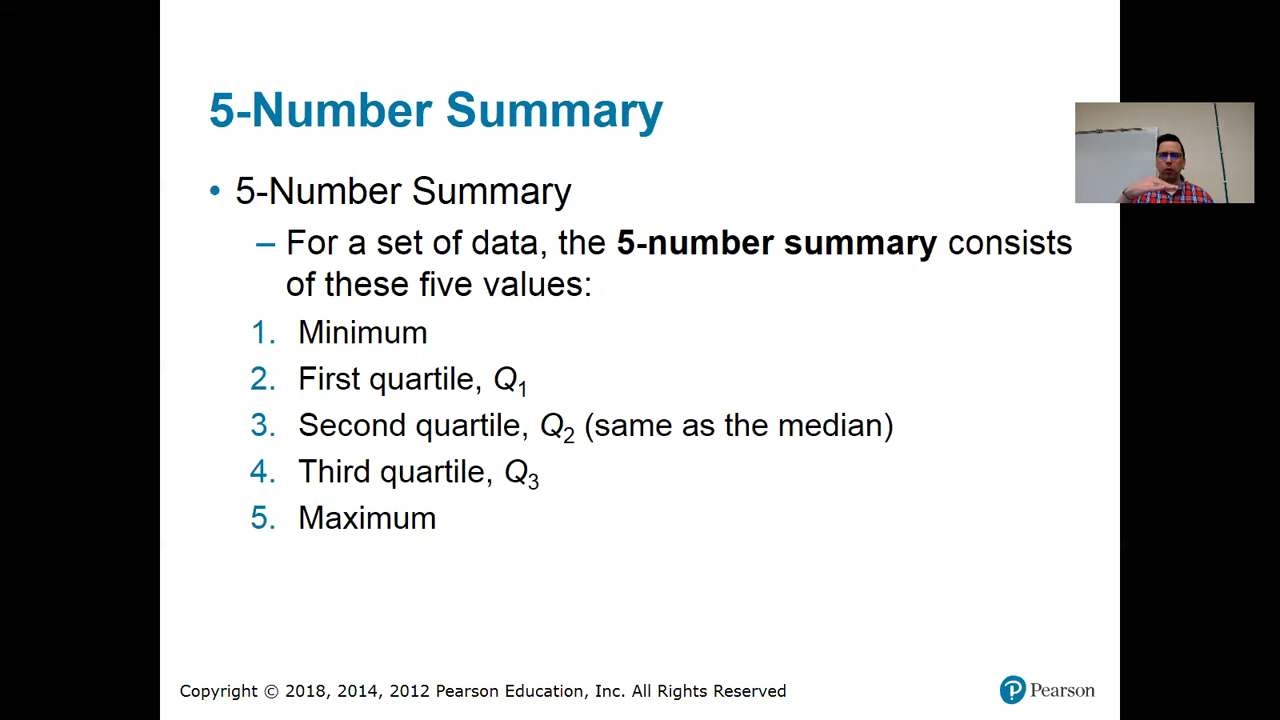 5-Number Summary
• 5-Number Summary
– For a set of data, the 5-number summary consists
of these five values:
1. Minimum
2. First quartile, Q1
3. Second quartile, Q2 (same as the median)
4. Third quartile, Q3
5. Maximum
Copyright © 2018, 2014, 2012 Pearson Education, Inc. All Rights Reserved
P Pearson